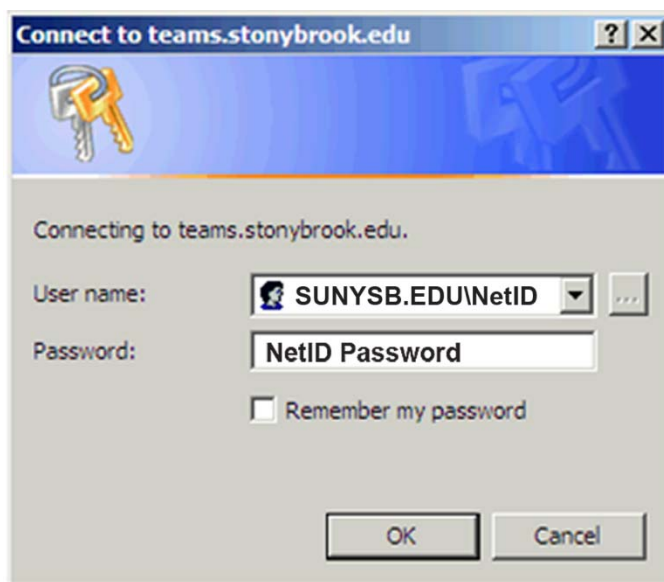 Connect to teams.stonybrook.edu
Connecting to teams.stonybrook.edu.
User name: SUNYSB.EDU\NetID ...
Password: NetID Password
Remember my password
OK Cancel